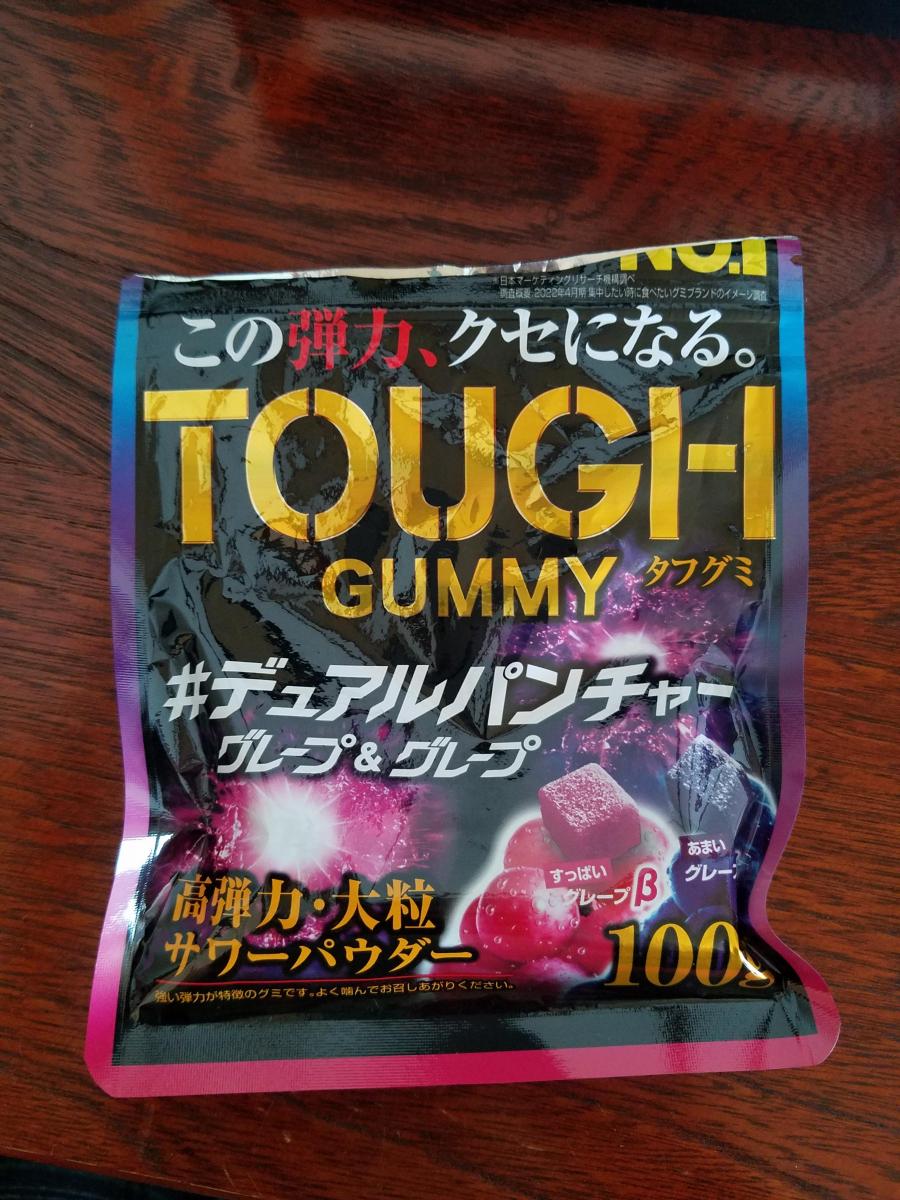 NO.1
日本マーケティングリサーチ機構調べ
調査概要:2022年4月期 集中したい時に食べたいグミブランドのイメージ調査
この弾力、クセになる。
TOUGH
GUMMY タフグミ
#デュアルパンチャー
グレープ&グレープ
あまい
グレー
すっぱい
グレープβ
高弾力・大粒
サワーパウダー
100g
強い弾力が特徴のグミです。よく噛んでお召しあがりください。